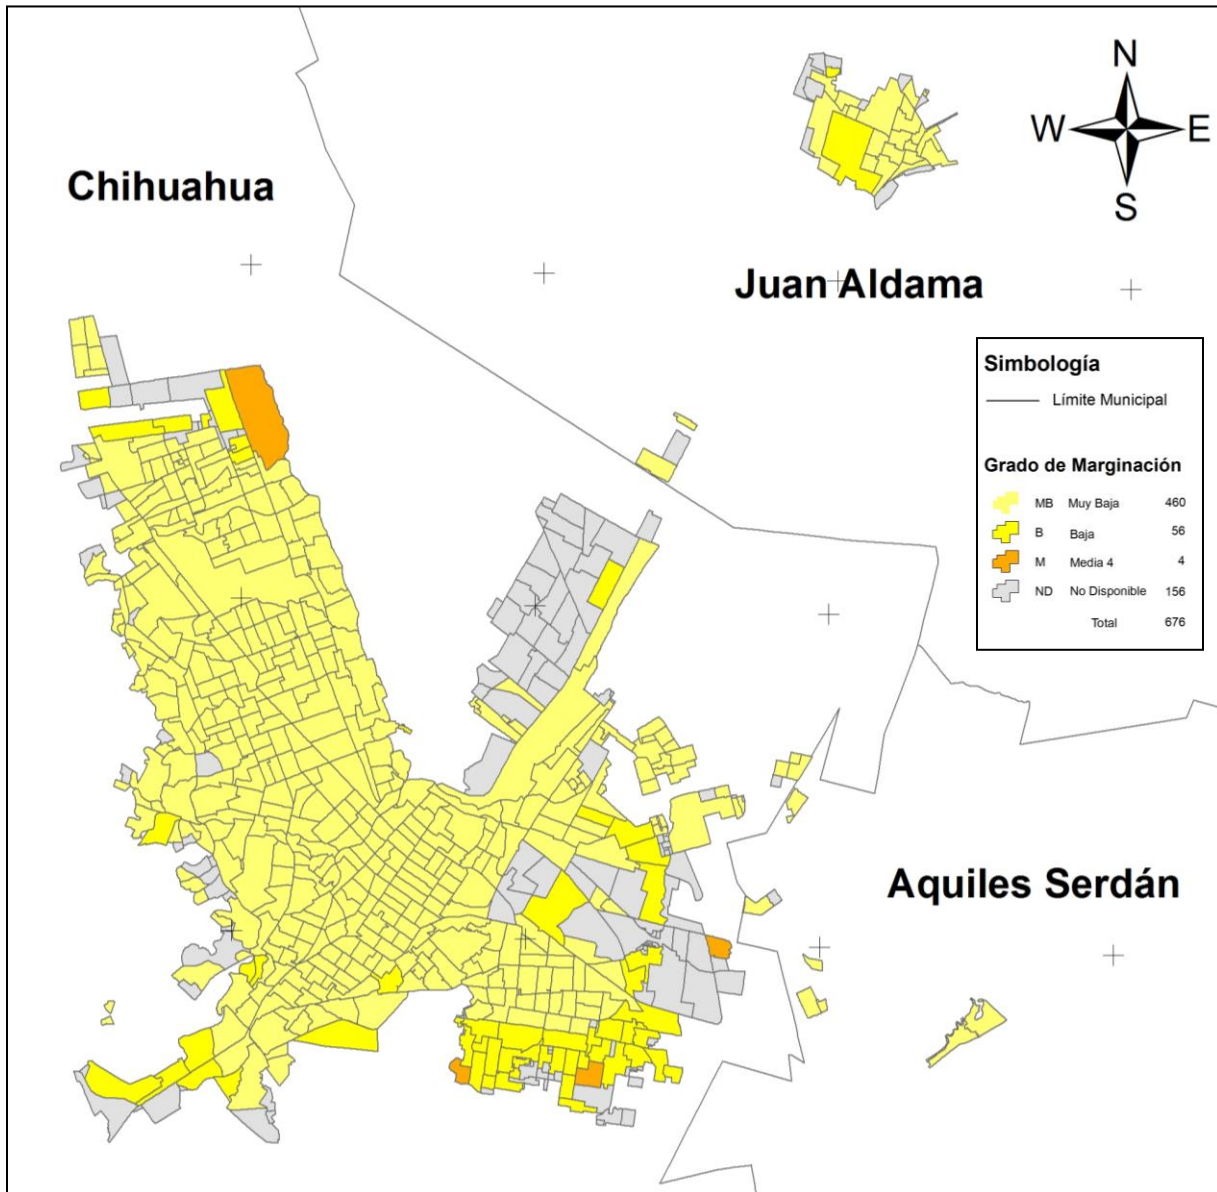 N
W E
S
Chihuahua
Juan Aldama
Simbología
Límite Municipal
Grado de Marginación
MB Muy Baja 460
B Baja 56
M Media 4 4
ND No Disponible 156
Total 676
Aquiles Serdán